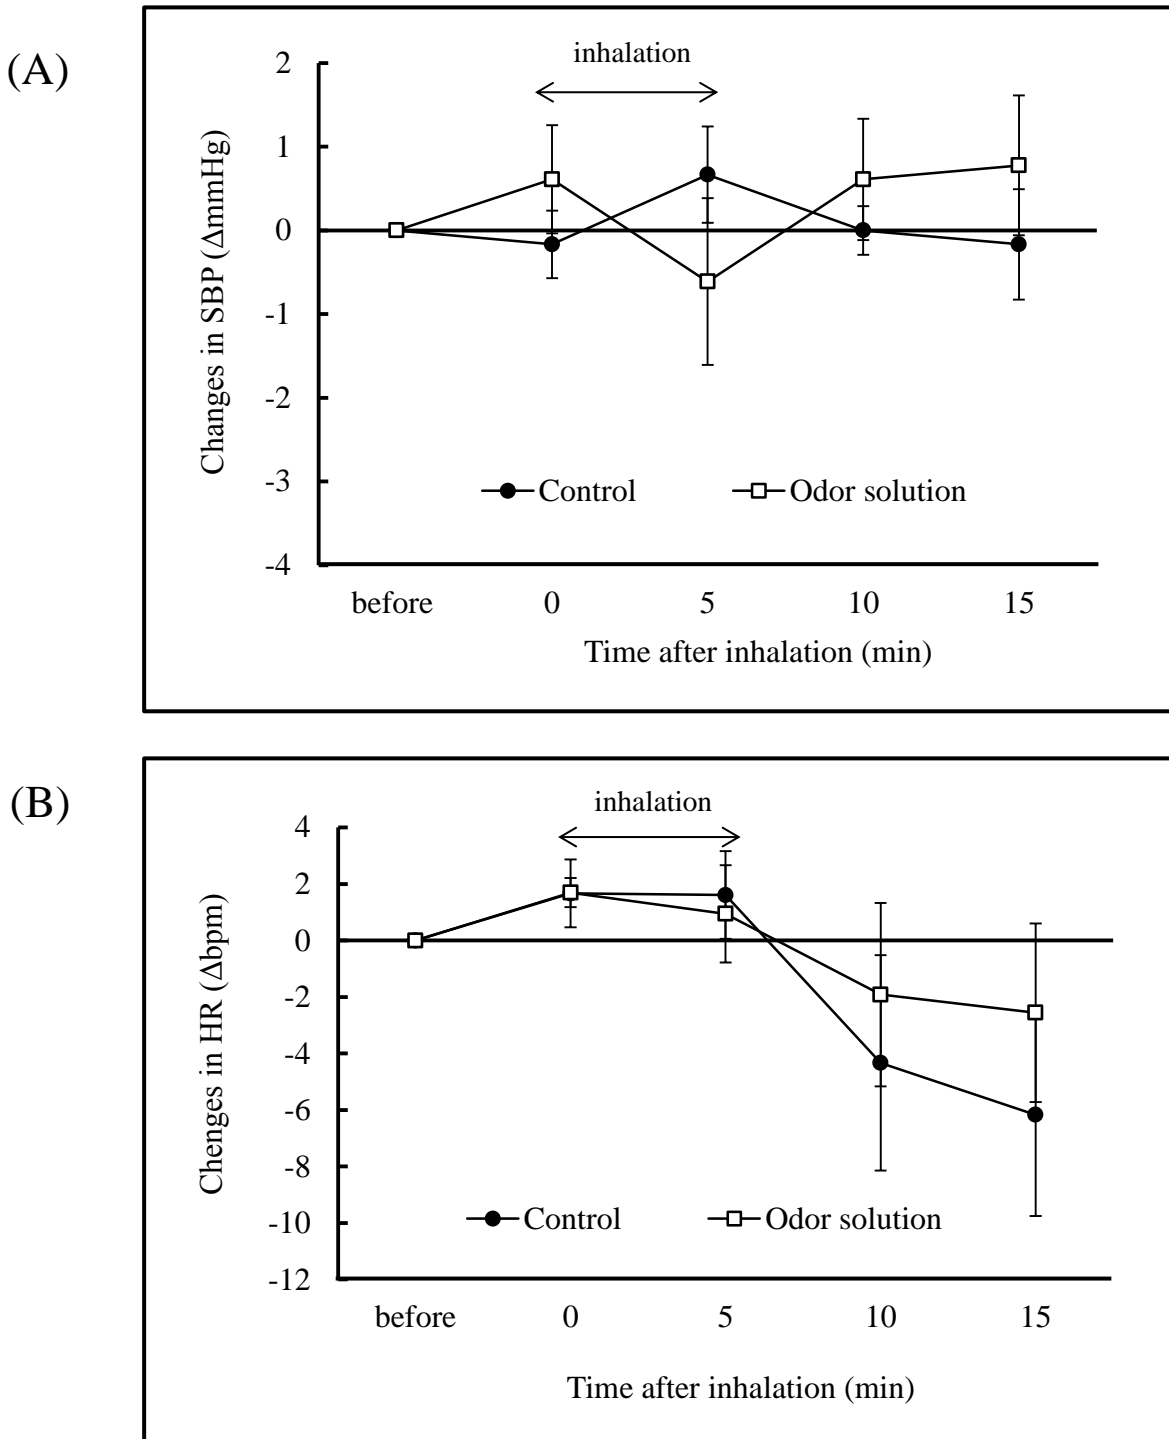 (A)
inhalation
2
1
0
-1
-2
-3
-4
Changes in SBP (ΔmmHg)
Control
Odor solution
before 0 5 10 15
Time after inhalation (min)
(B)
inhalation
4
2
0
-2
-4
-6
-8
-10
-12
Chenges in HR (Δbpm)
Control
Odor solution
before 0 5 10 15
Time after inhalation (min)